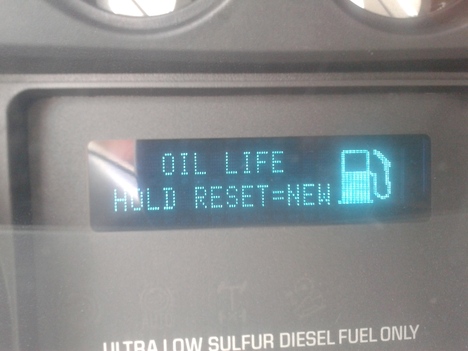 OIL LIFE
HOLD RESET=NEW
ULTRA LOW SULFUR DIESEL FUEL ONLY